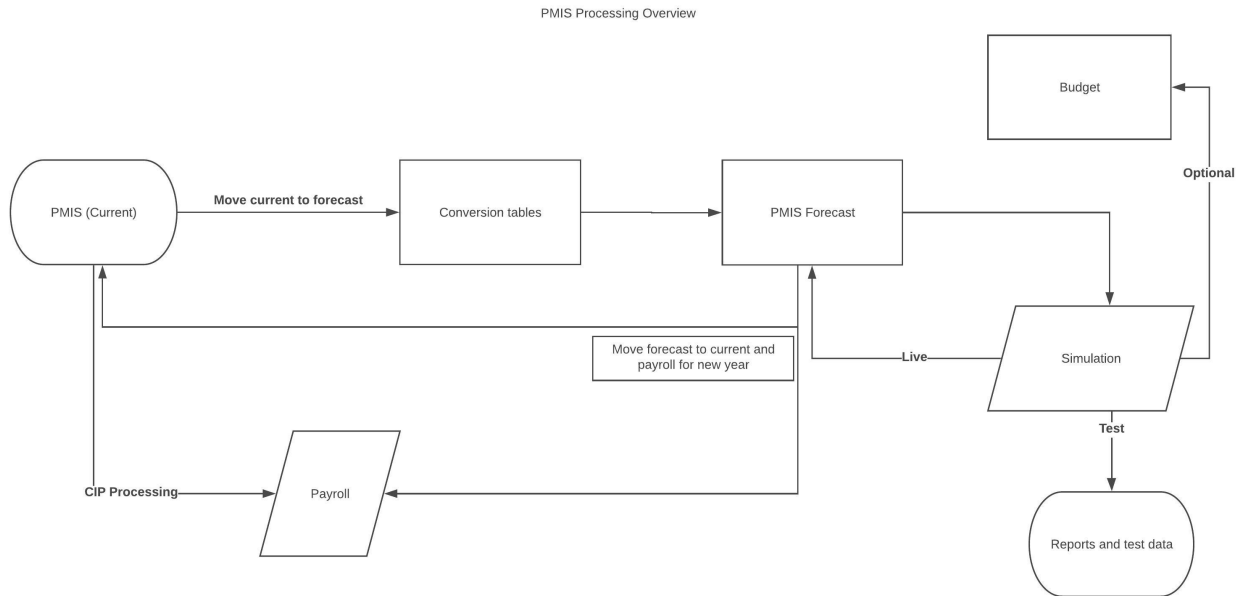 PMIS Processing Overview
Budget
Optional
PMIS (Current)
Move current to forecast
Conversion tables
PMIS Forecast
Move forecast to current and
payroll for new year
Live
Simulation
Test
CIP Processing
Payroll
Reports and test data